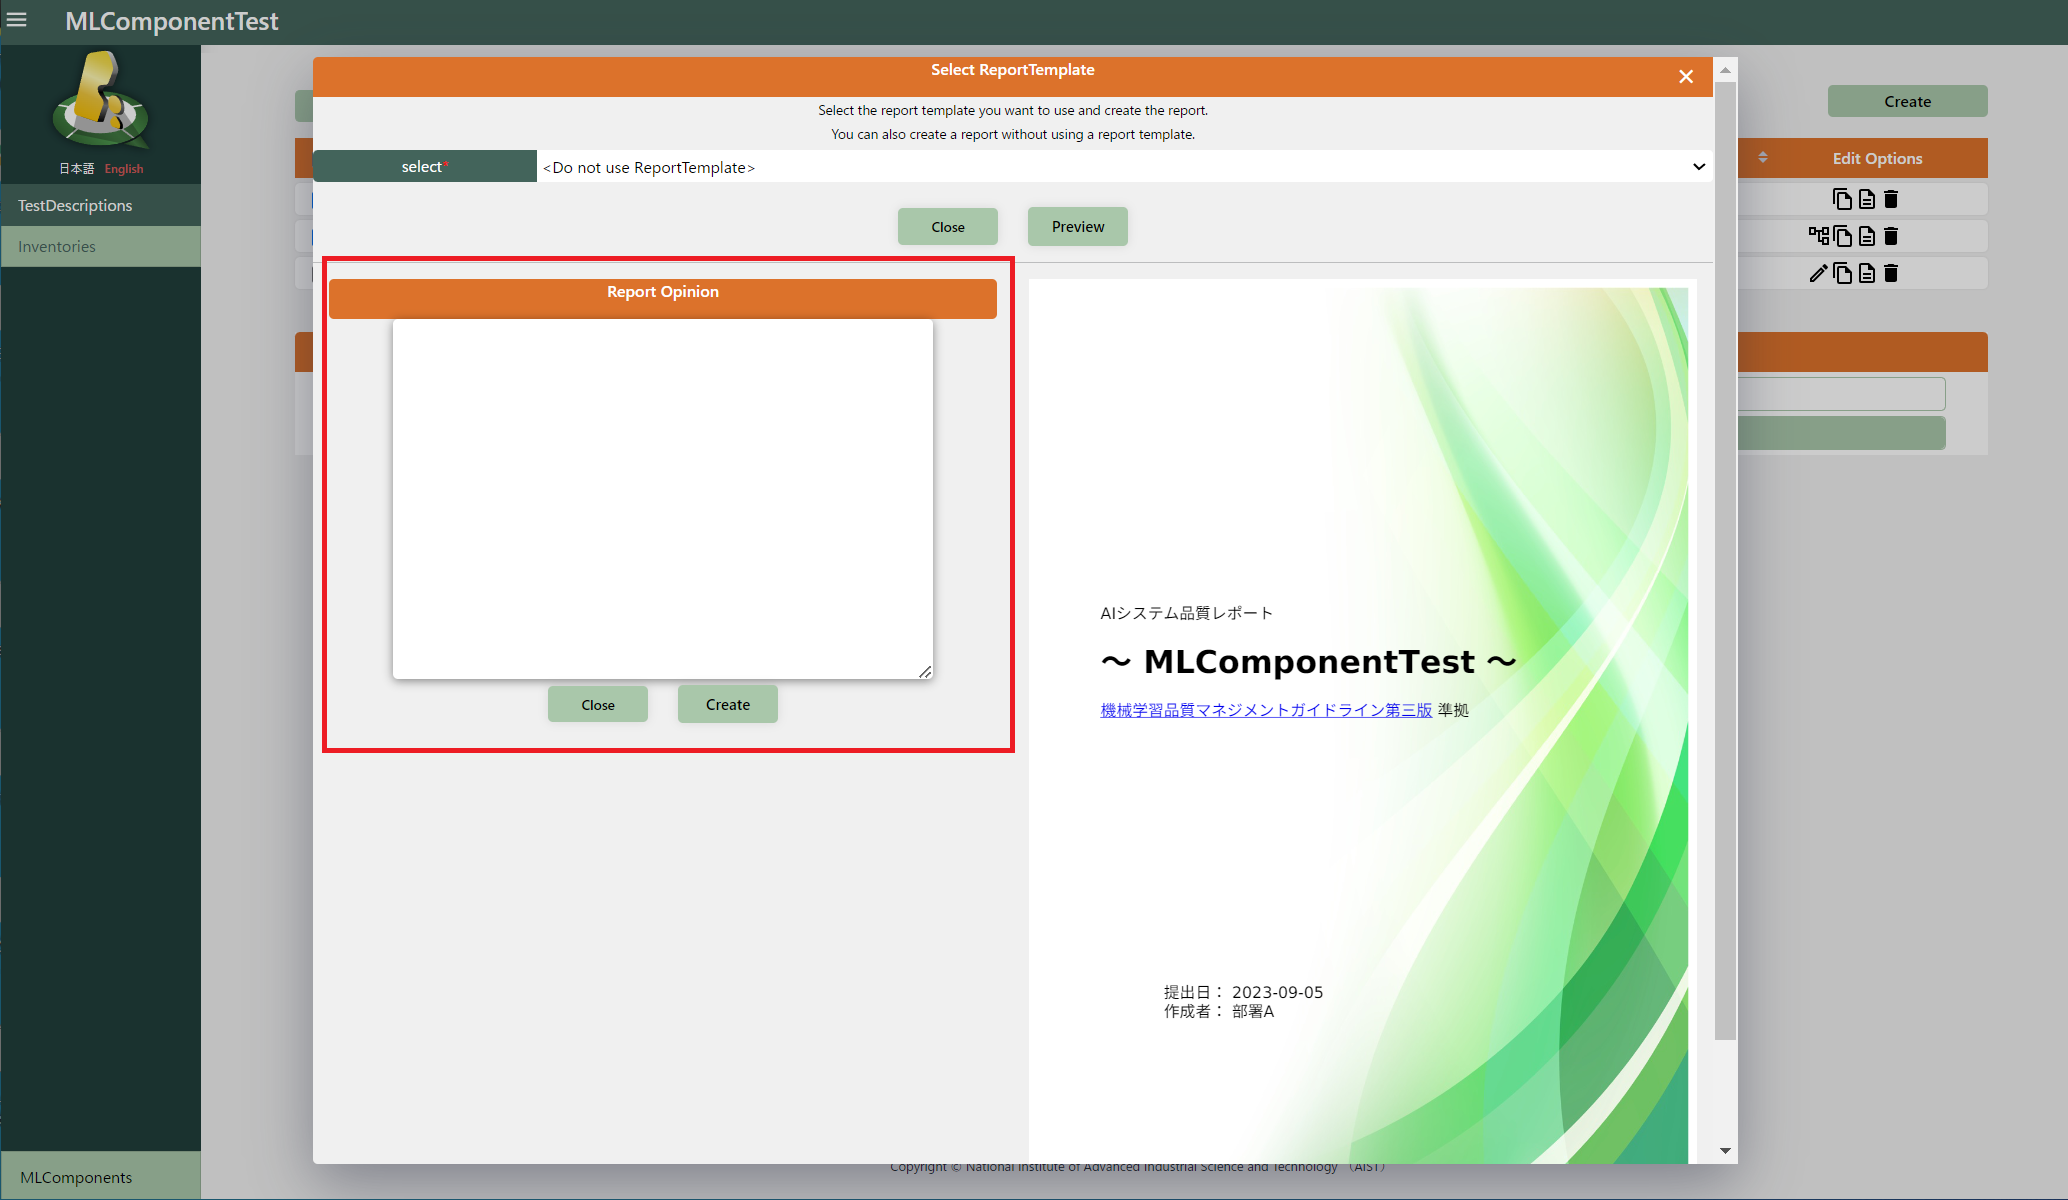 MLComponentTest
日本語 English
TestDescriptions
Inventories
MLComponents
Create
Edit Options
Select ReportTemplate
Select the report template you want to use and create the report.
You can also create a report without using a report template.
select*
<Do not use ReportTemplate>
Close
Preview
Report Opinion
Close
Create
AIシステム品質レポート
～ MLComponentTest ～
機械学習品質マネジメントガイドライン第三版 準拠
提出日： 2023-09-05
作成者： 部署A
Copyright © National Institute of Advanced Industrial Science and Technology （AIST）